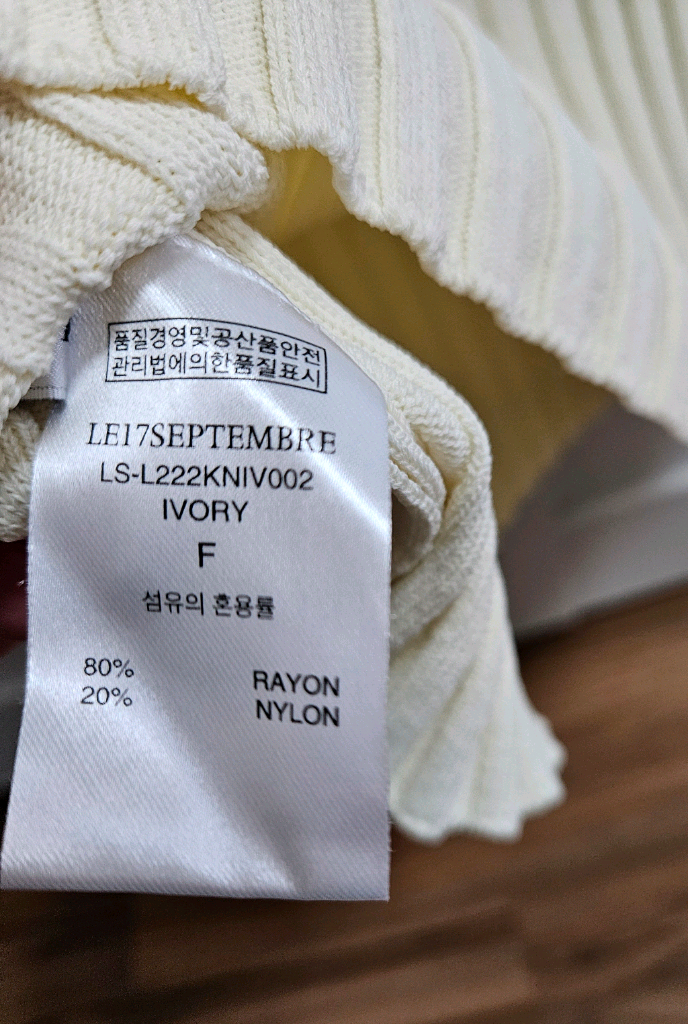 품질경영및공산품안전
관리법에의한품질표시
LE17SEPTEMBRE
LS-L222KNIV002
IVORY
F
섬유의 혼용률
80% RAYON
20% NYLON